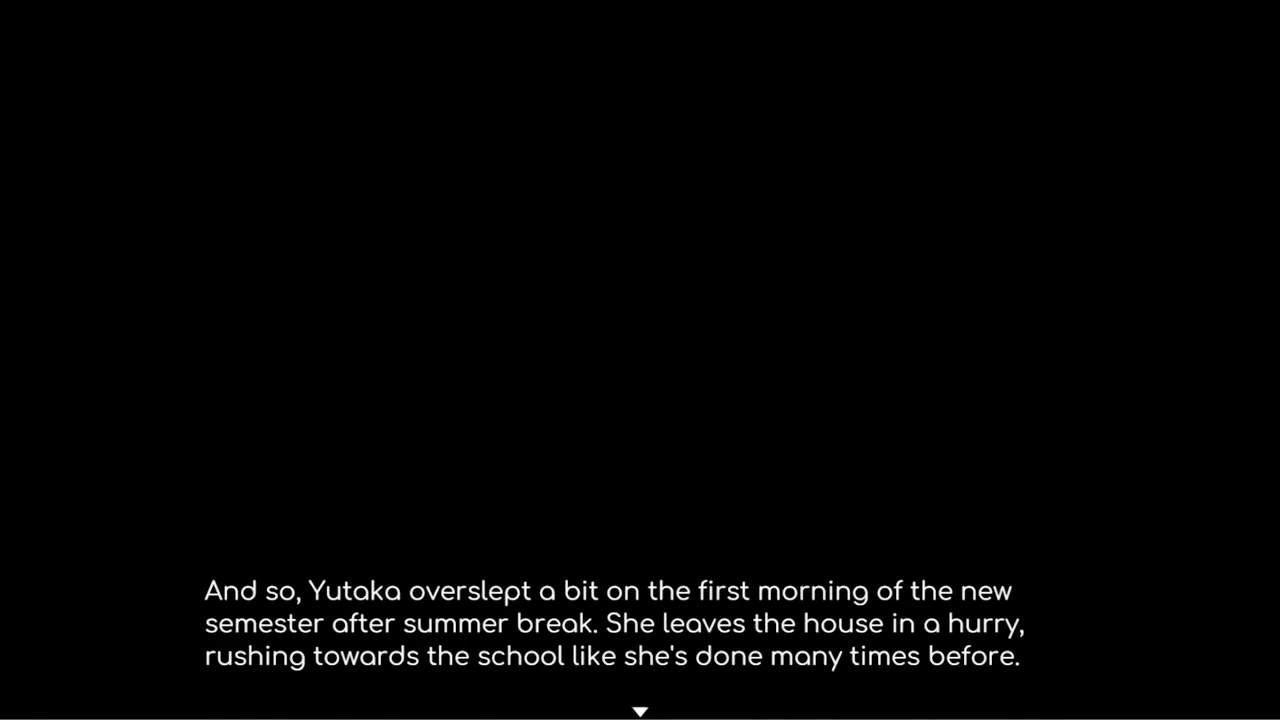 And so, Yutaka overslept a bit on the first morning of the new
semester after summer break. She leaves the house in a hurry,
rushing towards the school like she's done many times before.